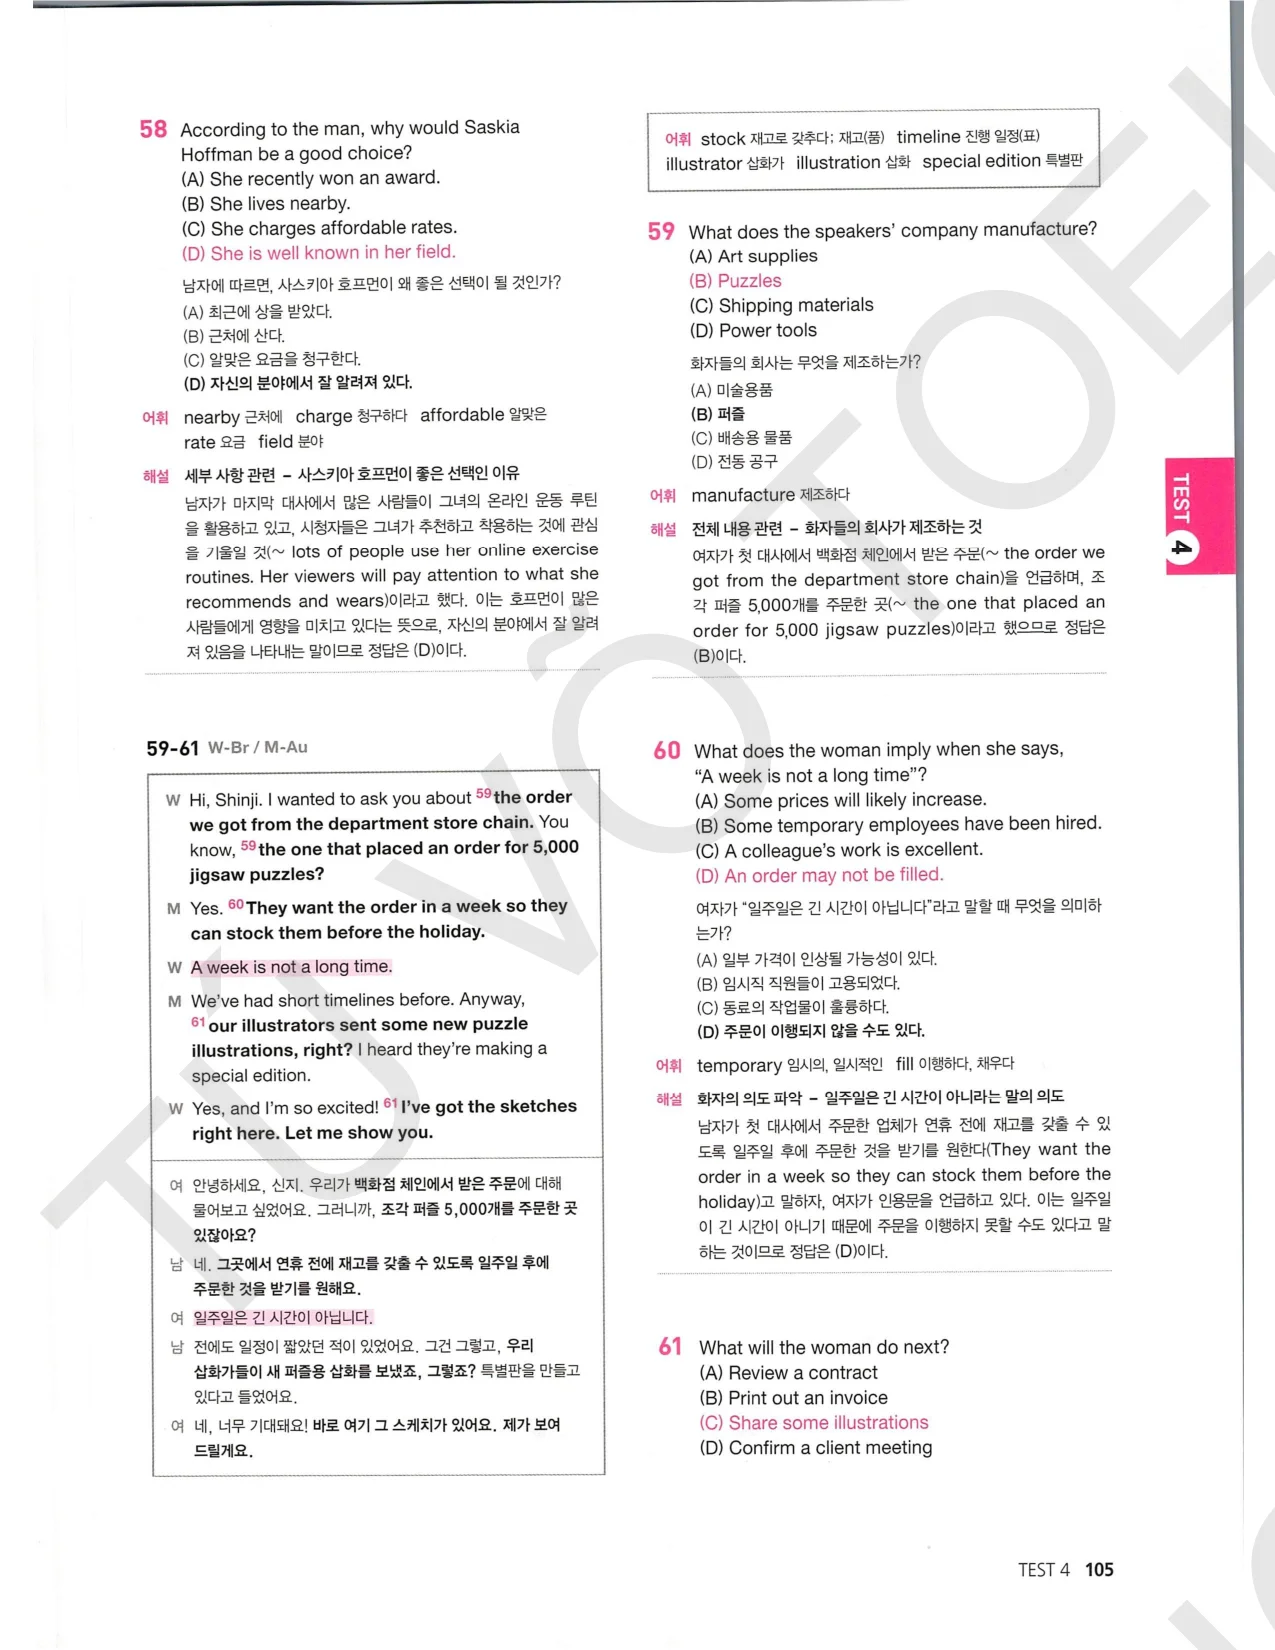 58 According to the man, why would Saskia
Hoffman be a good choice?
(A) She recently won an award.
(B) She lives nearby.
(C) She charges affordable rates.
(D) She is well known in her field.
남자에 따르면, 사스키아 호프먼이 왜 좋은 선택이 될 것인가?
(A) 최근에 상을 받았다.
(B) 근처에 산다.
(C) 알맞은 요금을 청구한다.
(D) 자신의 분야에서 잘 알려져 있다.
어휘 nearby 근처에 charge 청구하다 affordable 알맞은
rate 요금 field 분야
해설 세부 사항 관련 – 사스키아 호프먼이 좋은 선택인 이유
남자가 마지막 대사에서 많은 사람들이 그녀의 온라인 운동 루틴
을 활용하고 있고, 시청자들은 그녀가 추천하고 착용하는 것에 관심
을 기울일 것(~ lots of people use her online exercise
routines. Her viewers will pay attention to what she
recommends and wears)이라고 했다. 이는 호프먼이 많은
사람들에게 영향을 미치고 있다는 뜻으로, 자신의 분야에서 잘 알려
져 있음을 나타내는 말이므로 정답은 (D)이다.
59-61 W-Br / M-Au
W Hi, Shinji. I wanted to ask you about 59the order
we got from the department store chain. You
know, 59the one that placed an order for 5,000
jigsaw puzzles?
M Yes. 60They want the order in a week so they
can stock them before the holiday.
W A week is not a long time.
M We've had short timelines before. Anyway,
61our illustrators sent some new puzzle
illustrations, right? I heard they're making a
special edition.
W Yes, and I'm so excited! 61I've got the sketches
right here. Let me show you.
여 안녕하세요, 신지. 우리가 백화점 체인에서 받은 주문에 대해
물어보고 싶었어요. 그러니까, 조각 퍼즐 5,000개를 주문한 곳
있잖아요?
남 네. 그곳에서 연휴 전에 재고를 갖출 수 있도록 일주일 후에
주문한 것을 받기를 원해요.
여 일주일은 긴 시간이 아닙니다.
남 전에도 일정이 짧았던 적이 있었어요. 그건 그렇고, 우리
삽화가들이 새 퍼즐용 삽화를 보냈죠, 그렇죠? 특별판을 만들고
있다고 들었어요.
여 네, 너무 기대돼요! 바로 여기 그 스케치가 있어요. 제가 보여
드릴게요.
어휘 stock 재고로 갖추다; 재고(품) timeline 진행 일정(표)
illustrator 삽화가 illustration 삽화 special edition 특별판
59 What does the speakers' company manufacture?
(A) Art supplies
(B) Puzzles
(C) Shipping materials
(D) Power tools
화자들의 회사는 무엇을 제조하는가?
(A) 미술용품
(B) 퍼즐
(C) 배송용 물품
(D) 전동 공구
어휘 manufacture 제조하다
해설 전체 내용 관련 – 화자들의 회사가 제조하는 것
여자가 첫 대사에서 백화점 체인에서 받은 주문(~ the order we
got from the department store chain)을 언급하며, 조
각 퍼즐 5,000개를 주문한 곳(~ the one that placed an
order for 5,000 jigsaw puzzles)이라고 했으므로 정답은
(B)이다.
60 What does the woman imply when she says,
“A week is not a long time”?
(A) Some prices will likely increase.
(B) Some temporary employees have been hired.
(C) A colleague's work is excellent.
(D) An order may not be filled.
여자가 “일주일은 긴 시간이 아닙니다”라고 말할 때 무엇을 의미하
는가?
(A) 일부 가격이 인상될 가능성이 있다.
(B) 임시직 직원들이 고용되었다.
(C) 동료의 작업물이 훌륭하다.
(D) 주문이 이행되지 않을 수도 있다.
어휘 temporary 임시의, 일시적인 fill 이행하다, 채우다
해설 화자의 의도 파악 – 일주일은 긴 시간이 아니라는 말의 의도
남자가 첫 대사에서 주문한 업체가 연휴 전에 재고를 갖출 수 있
도록 일주일 후에 주문한 것을 받기를 원한다(They want the
order in a week so they can stock them before the
holiday)고 말하자, 여자가 인용문을 언급하고 있다. 이는 일주일
이 긴 시간이 아니기 때문에 주문을 이행하지 못할 수도 있다고 말
하는 것이므로 정답은 (D)이다.
61 What will the woman do next?
(A) Review a contract
(B) Print out an invoice
(C) Share some illustrations
(D) Confirm a client meeting
TEST 4
TEST 4 105
TÚ VÕ TOEIC